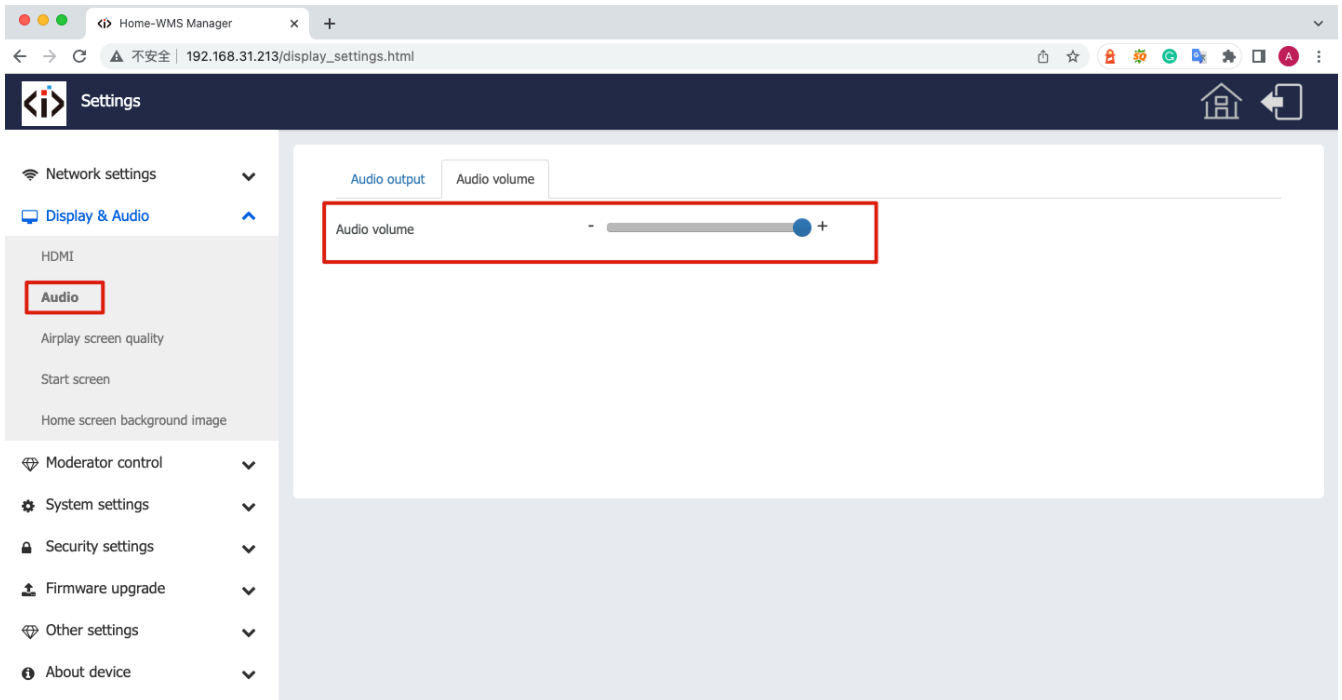 Home-WMS Manager
不安全 192.168.31.213/display_settings.html
A
Settings
Network settings
Display & Audio
HDMI
Audio
Airplay screen quality
Start screen
Home screen background image
Moderator control
System settings
Security settings
Firmware upgrade
Other settings
About device
Audio output Audio volume
Audio volume - +